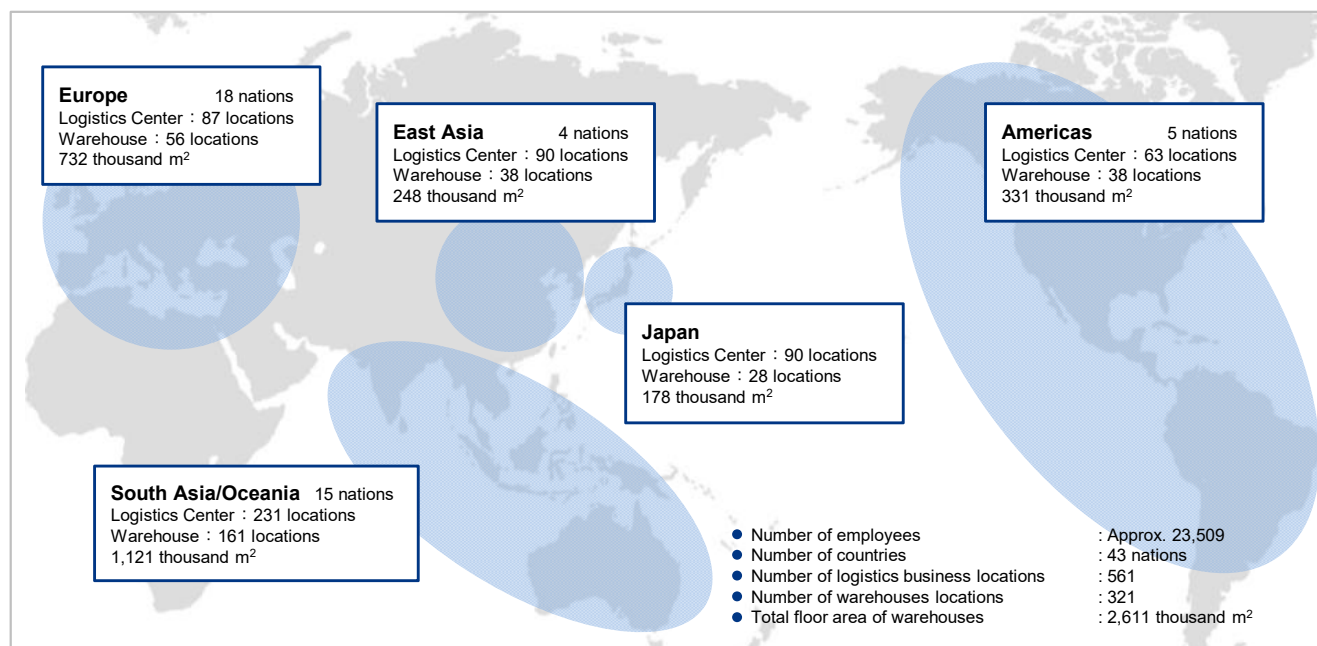 Europe 18 nations
Logistics Center：87 locations
Warehouse：56 locations
732 thousand m²
East Asia 4 nations
Logistics Center：90 locations
Warehouse：38 locations
248 thousand m²
Americas 5 nations
Logistics Center：63 locations
Warehouse：38 locations
331 thousand m²
Japan
Logistics Center：90 locations
Warehouse：28 locations
178 thousand m²
South Asia/Oceania 15 nations
Logistics Center：231 locations
Warehouse：161 locations
1,121 thousand m²
● Number of employees : Approx. 23,509
● Number of countries : 43 nations
● Number of logistics business locations : 561
● Number of warehouses locations : 321
● Total floor area of warehouses : 2,611 thousand m²